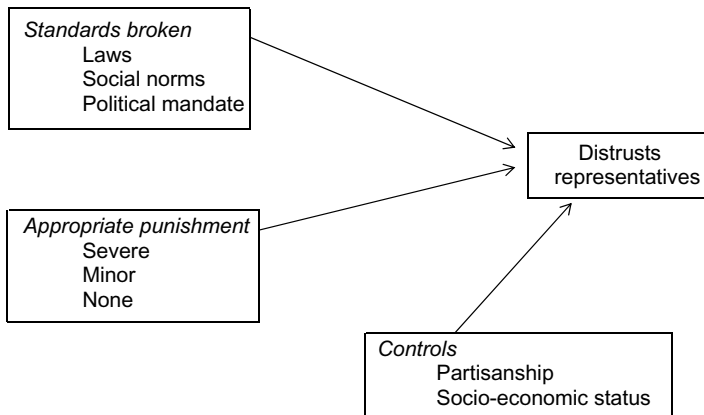 Standards broken
Laws
Social norms
Political mandate
Distrusts
representatives
Appropriate punishment
Severe
Minor
None
Controls
Partisanship
Socio-economic status